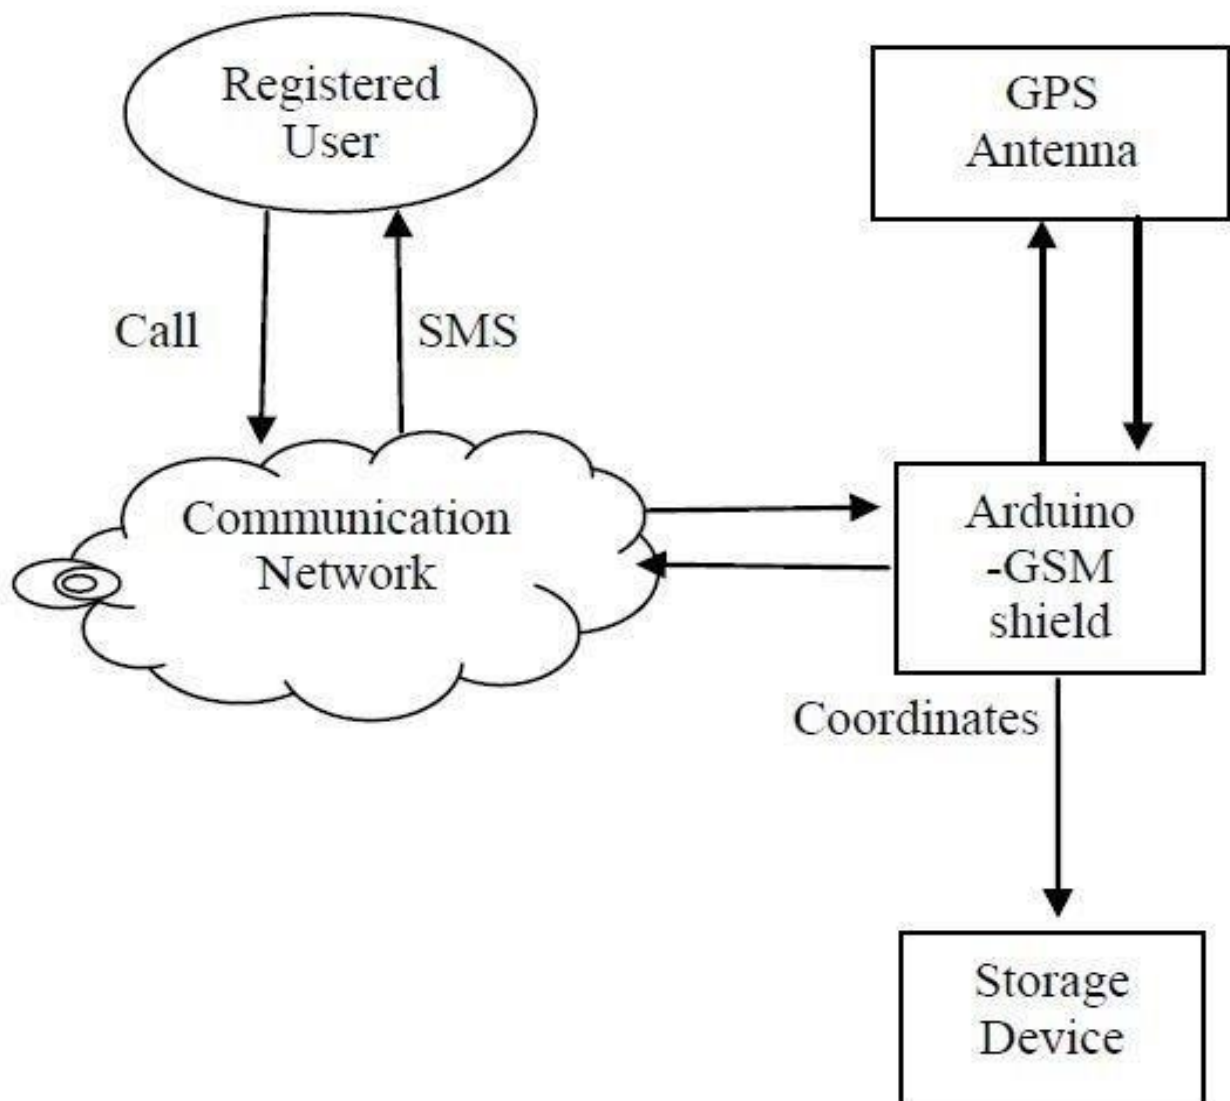 Registered
User
GPS
Antenna
Call
SMS
Communication
Network
Arduino
-GSM
shield
Coordinates
Storage
Device